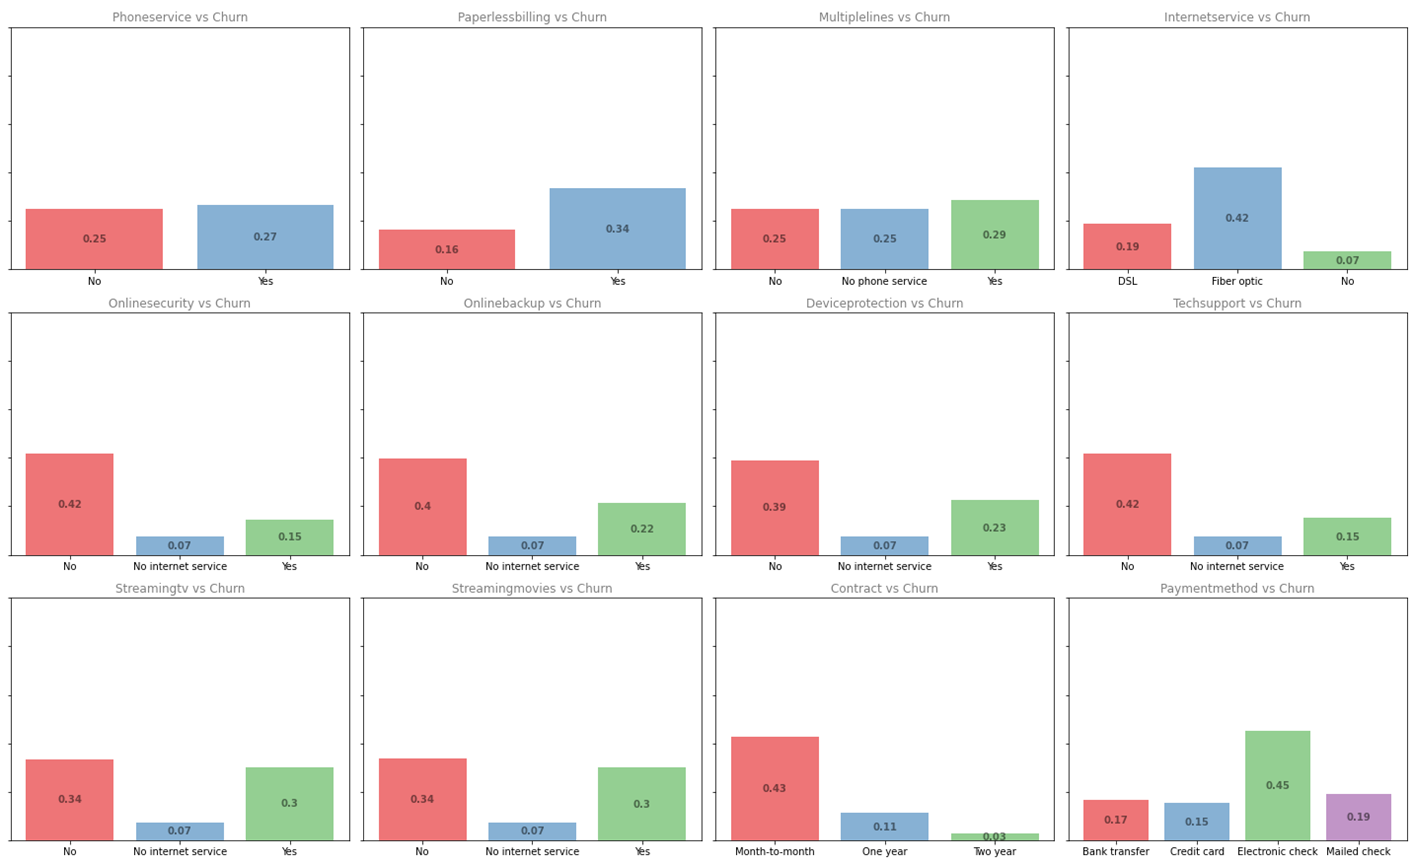 Phoneservice vs Churn
0.25
0.27
No
Yes
Paperlessbilling vs Churn
0.16
0.34
No
Yes
Multiplelines vs Churn
0.25
0.25
0.29
No
No phone service
Yes
Internetservice vs Churn
0.19
0.42
0.07
DSL
Fiber optic
No
Onlinesecurity vs Churn
0.42
0.07
0.15
No
No internet service
Yes
Onlinebackup vs Churn
0.4
0.07
0.22
No
No internet service
Yes
Deviceprotection vs Churn
0.39
0.07
0.23
No
No internet service
Yes
Techsupport vs Churn
0.42
0.07
0.15
No
No internet service
Yes
Streamingtv vs Churn
0.34
0.07
0.3
No
No internet service
Yes
Streamingmovies vs Churn
0.34
0.07
0.3
No
No internet service
Yes
Contract vs Churn
0.43
0.11
0.03
Month-to-month
One year
Two year
Paymentmethod vs Churn
0.17
0.15
0.45
0.19
Bank transfer
Credit card
Electronic check
Mailed check